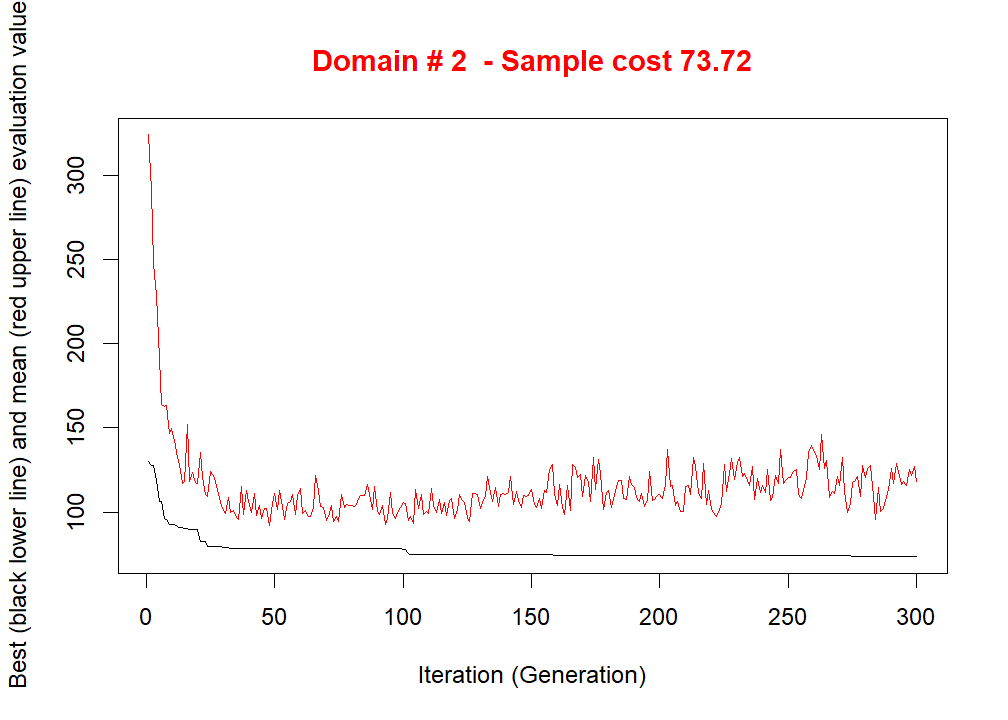 Domain # 2  - Sample cost 73.72
Best (black lower line) and mean (red upper line) evaluation value
300
250
200
150
100
0 50 100 150 200 250 300
Iteration (Generation)